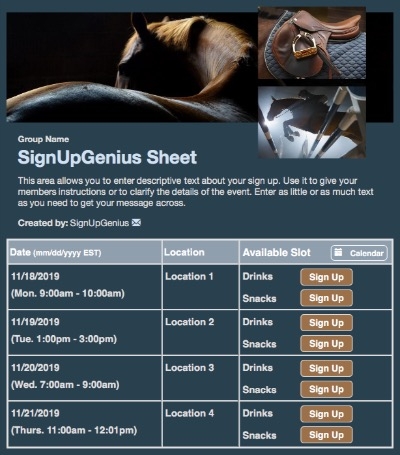 Group Name
SignUpGenius Sheet
This area allows you to enter descriptive text about your sign up. Use it to give your
members instructions or to clarify the details of the event. Enter as little or as much text
as you need to get your message across.
Created by: SignUpGenius
Date (mm/dd/yyyy EST) Location Available Slot Calendar
11/18/2019 Location 1 Drinks Sign Up
(Mon. 9:00am - 10:00am) Snacks Sign Up
11/19/2019 Location 2 Drinks Sign Up
(Tue. 1:00pm - 3:00pm) Snacks Sign Up
11/20/2019 Location 3 Drinks Sign Up
(Wed. 7:00am - 9:00am) Snacks Sign Up
11/21/2019 Location 4 Drinks Sign Up
(Thurs. 11:00am - 12:01pm) Snacks Sign Up